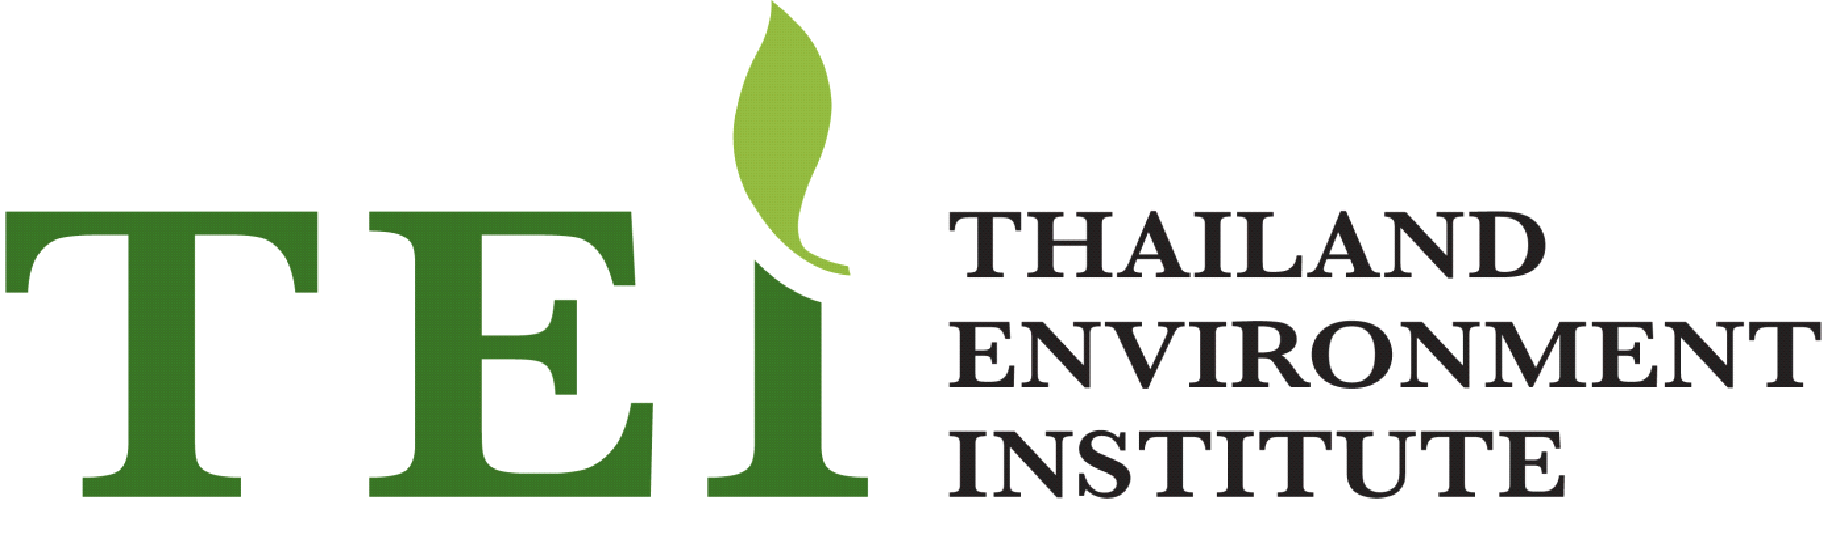 TEI
THAILAND
ENVIRONMENT
INSTITUTE